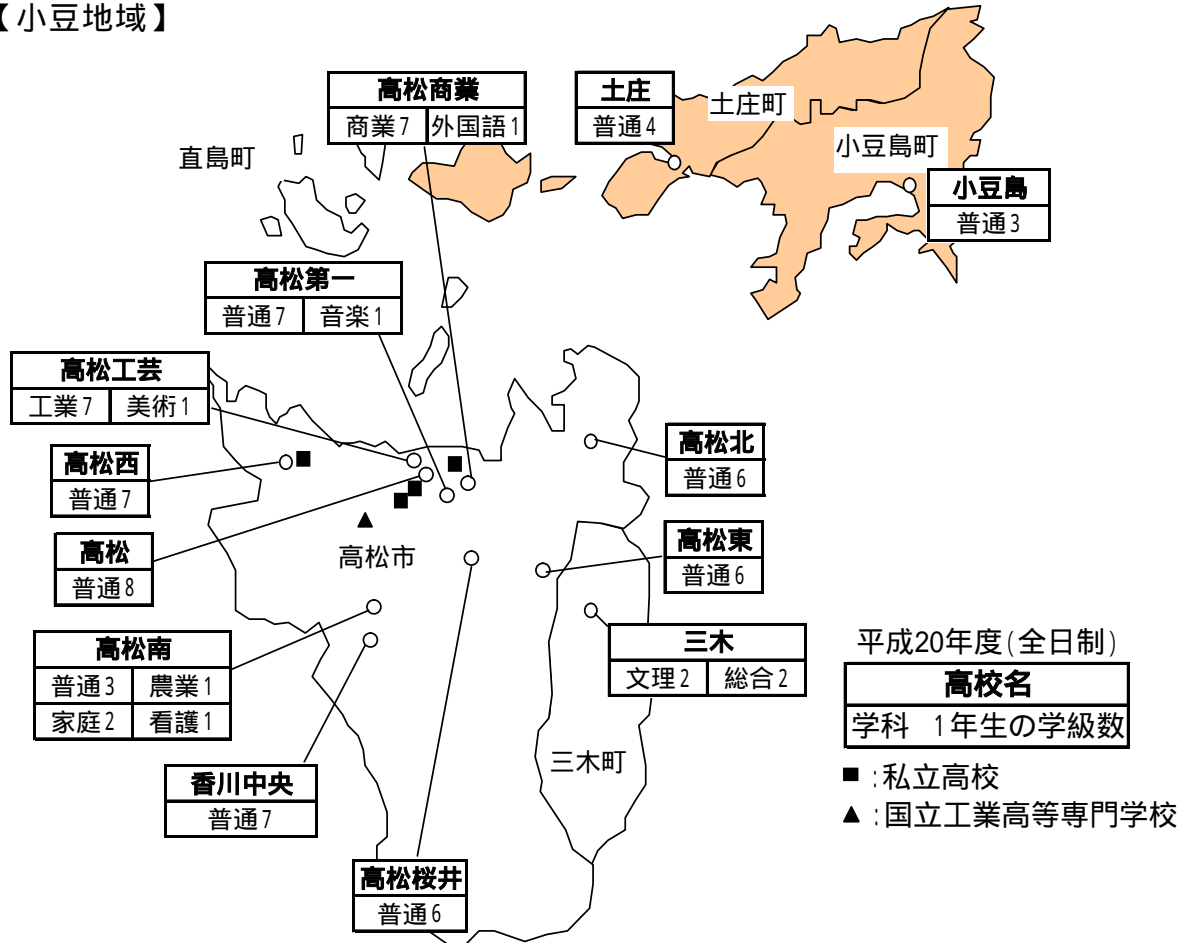 【小豆地域】
高松商業
商業7 外国語1
土庄
普通4
土庄町
小豆島町
直島町
小豆島
普通3
高松第一
普通7 音楽1
高松工芸
工業7 美術1
高松西
普通7
高松北
普通6
高松
普通8
高松市
高松東
普通6
高松南
普通3 農業1
家庭2 看護1
三木
文理2 総合2
平成20年度(全日制)
高校名
学科 1年生の学級数
■:私立高校
▲:国立工業高等専門学校
三木町
香川中央
普通7
高松桜井
普通6